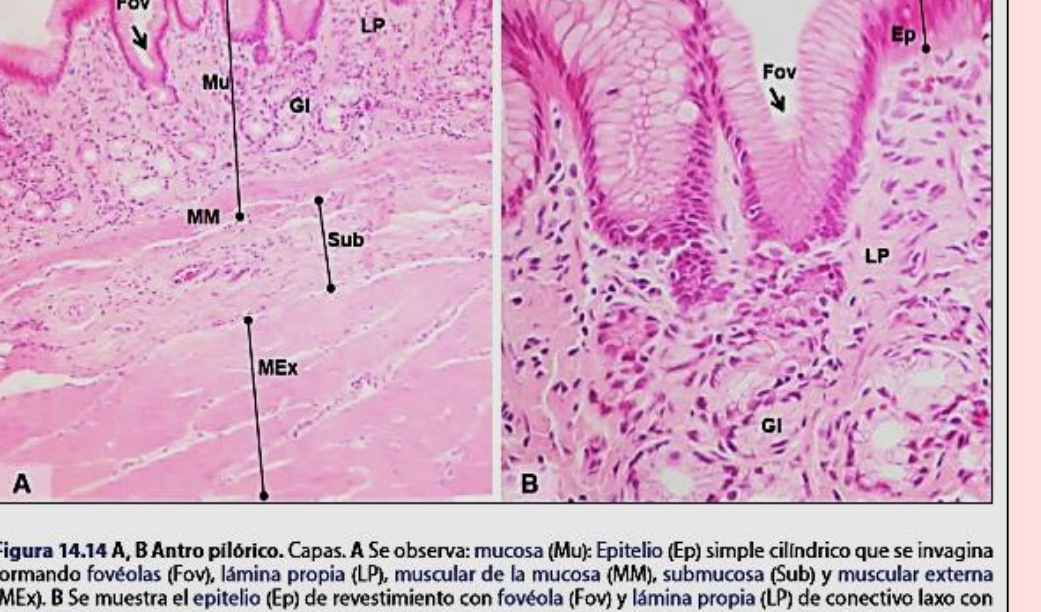 Fov
LP
Mu
Gl
MM
Sub
MEx
A
Ep
Fov
LP
Gl
B
Figura 14.14 A, B Antro pilórico. Capas. A Se observa: mucosa (Mu): Epitelio (Ep) simple cilíndrico que se invagina
formando fovéolas (Fov), lámina propia (LP), muscular de la mucosa (MM), submucosa (Sub) y muscular externa
(MEx). B Se muestra el epitelio (Ep) de revestimiento con fovéola (Fov) y lámina propia (LP) de conectivo laxo con